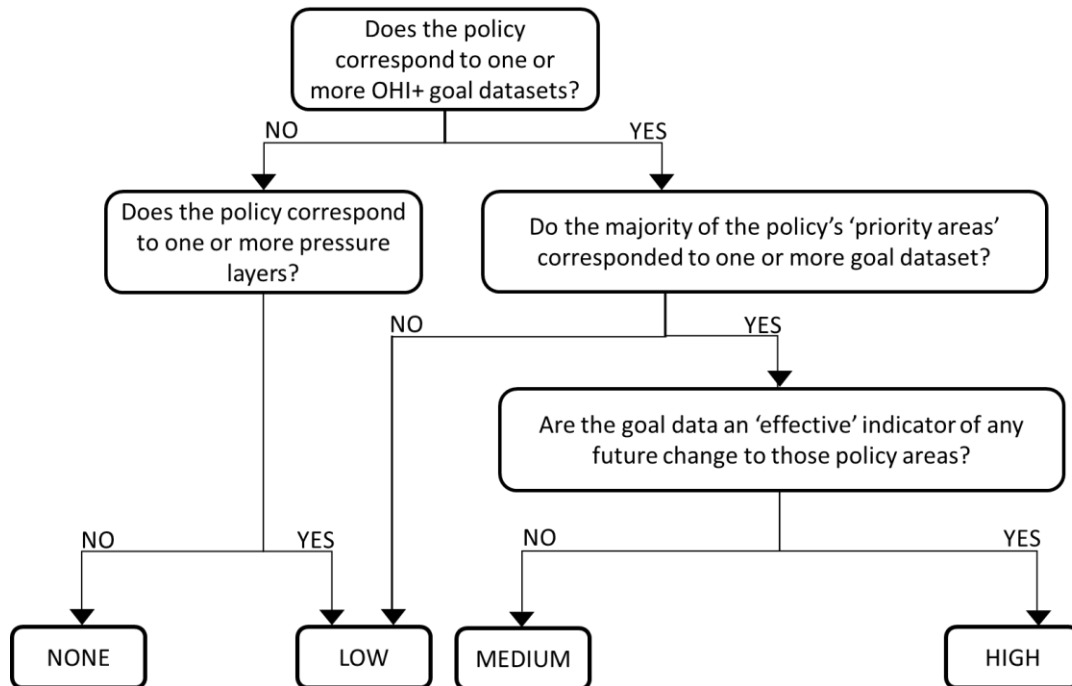 Does the policy
correspond to one or
more OHI+ goal datasets?
NO
YES
Does the policy correspond
to one or more pressure
layers?
Do the majority of the policy's ‘priority areas’
corresponded to one or more goal dataset?
NO
YES
Are the goal data an ‘effective’ indicator of any
future change to those policy areas?
NO
YES
NO
YES
NONE
LOW
MEDIUM
HIGH